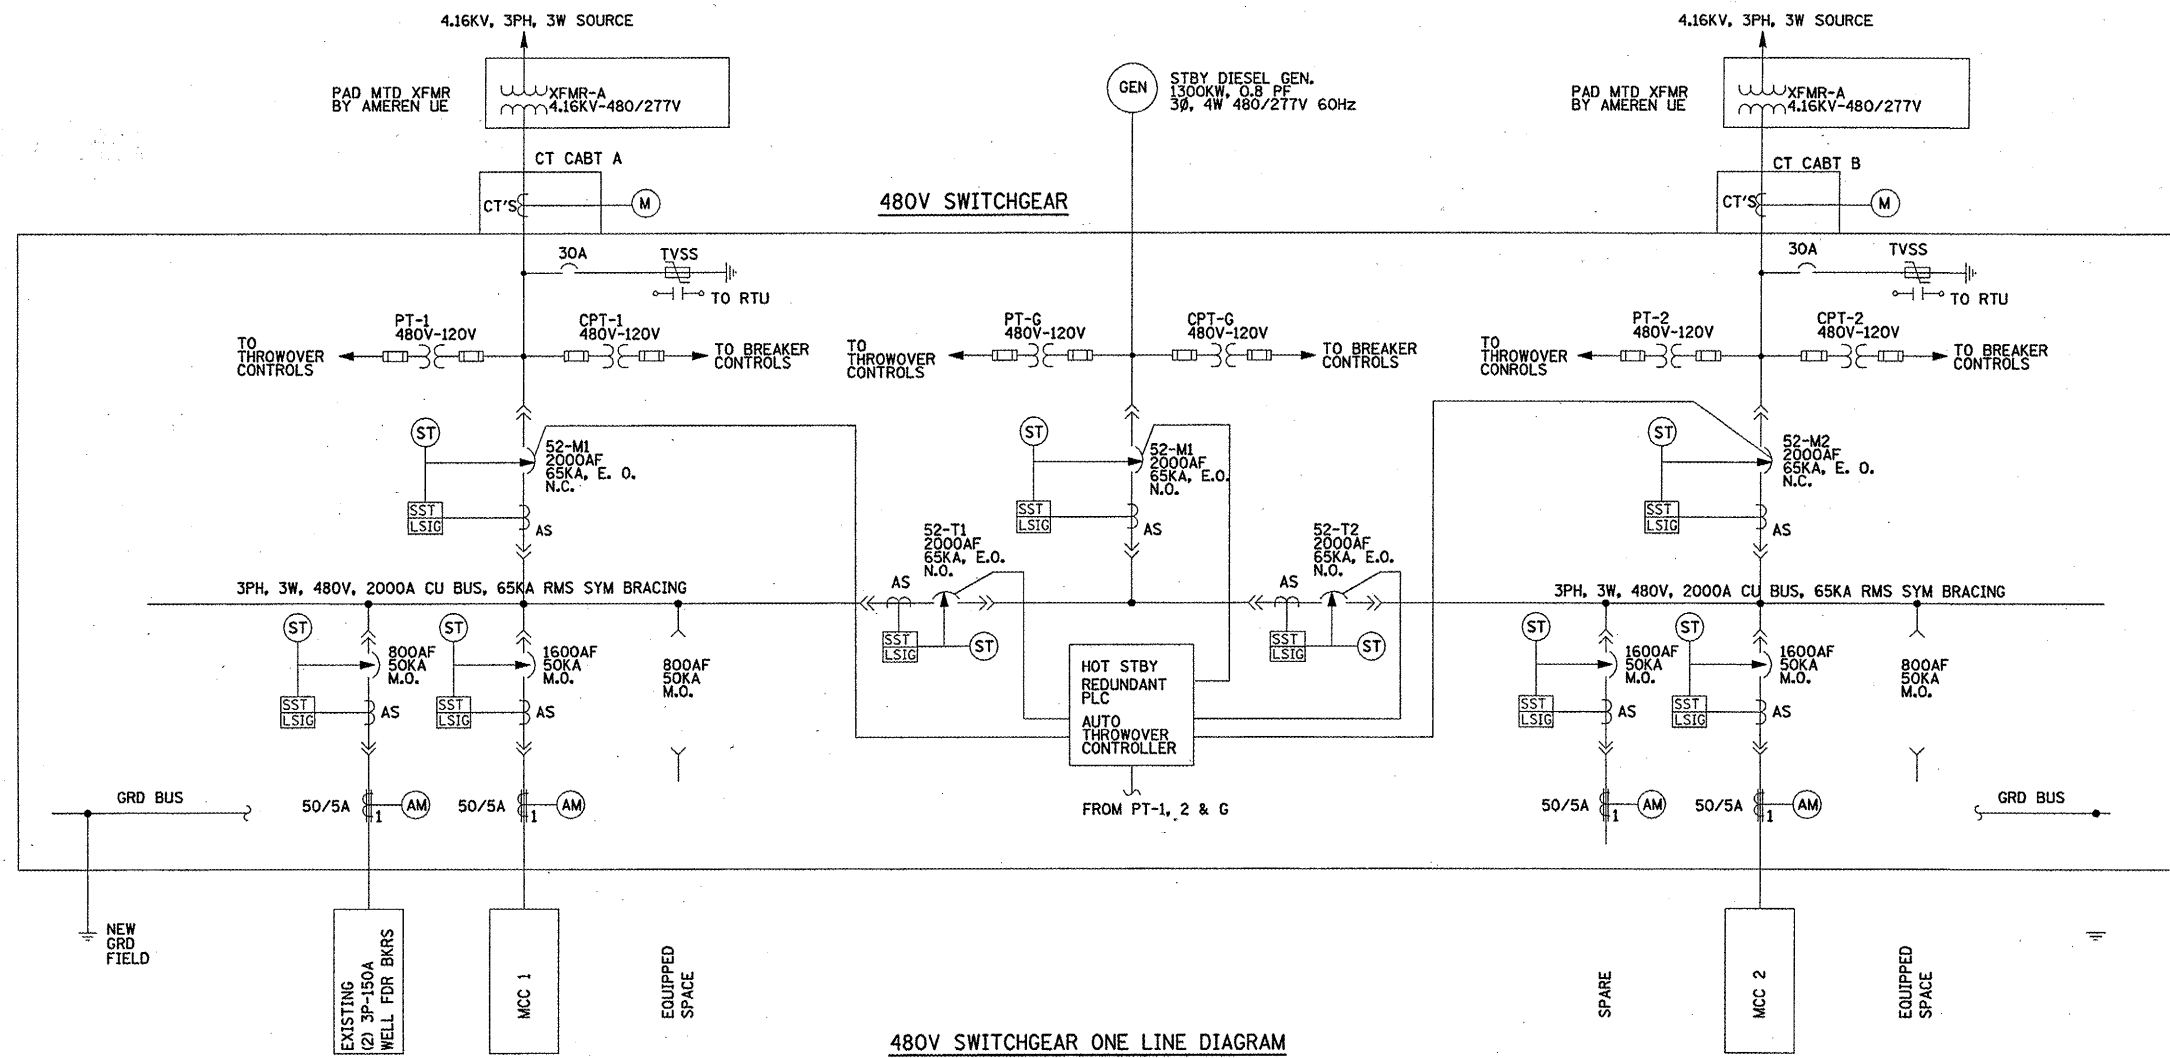 4.16KV, 3PH, 3W SOURCE
4.16KV, 3PH, 3W SOURCE
PAD MTD XFMR
BY AMEREN UE
XFMR-A
4.16KV-480/277V
GEN
STBY DIESEL GEN.
1300KW, 0.8 PF
3Ø, 4W 480/277V 60Hz
PAD MTD XFMR
BY AMEREN UE
XFMR-A
4.16KV-480/277V
CT CABT A
CT'S
M
480V SWITCHGEAR
CT CABT B
CT'S
M
30A
TVSS
TO RTU
30A
TVSS
TO RTU
PT-1
480V-120V
CPT-1
480V-120V
TO
THROWOVER
CONTROLS
TO BREAKER
CONTROLS
PT-G
480V-120V
CPT-G
480V-120V
TO
THROWOVER
CONTROLS
TO BREAKER
CONTROLS
PT-2
480V-120V
CPT-2
480V-120V
TO
THROWOVER
CONROLS
TO BREAKER
CONTROLS
ST
52-M1
2000AF
65KA, E. O.
N.C.
SST
LSIG
AS
ST
52-M1
2000AF
65KA, E.O.
N.O.
SST
LSIG
AS
ST
52-M2
2000AF
65KA, E. O.
N.C.
SST
LSIG
AS
52-T1
2000AF
65KA, E.O.
N.O.
AS
SST
LSIG
ST
52-T2
2000AF
65KA, E.O.
N.O.
AS
SST
LSIG
ST
3PH, 3W, 480V, 2000A CU BUS, 65KA RMS SYM BRACING
3PH, 3W, 480V, 2000A CU BUS, 65KA RMS SYM BRACING
ST
800AF
50KA
M.O.
SST
LSIG
AS
ST
1600AF
50KA
M.O.
SST
LSIG
AS
800AF
50KA
M.O.
HOT STBY
REDUNDANT
PLC
AUTO
THROWOVER
CONTROLLER
FROM PT-1, 2 & G
ST
1600AF
50KA
M.O.
SST
LSIG
AS
ST
1600AF
50KA
M.O.
SST
LSIG
AS
800AF
50KA
M.O.
GRD BUS
50/5A
1
AM
50/5A
1
AM
50/5A
1
AM
50/5A
1
AM
GRD BUS
NEW
GRD
FIELD
EXISTING
(2) 3P-150A
WELL FDR BKRS
MCC 1
EQUIPPED
SPACE
SPARE
MCC 2
EQUIPPED
SPACE
480V SWITCHGEAR ONE LINE DIAGRAM